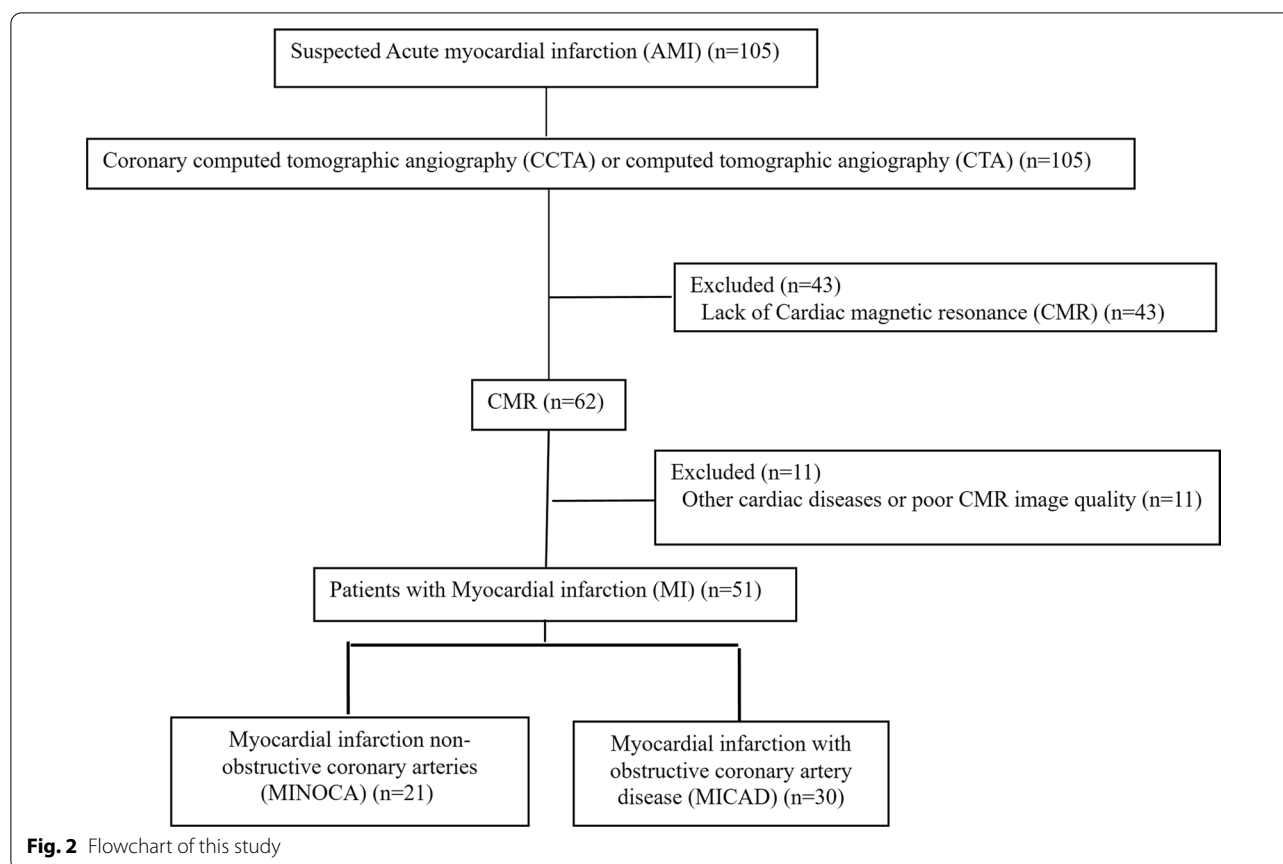 Suspected Acute myocardial infarction (AMI) (n=105)
Coronary computed tomographic angiography (CCTA) or computed tomographic angiography (CTA) (n=105)
Excluded (n=43)
Lack of Cardiac magnetic resonance (CMR) (n=43)
CMR (n=62)
Excluded (n=11)
Other cardiac diseases or poor CMR image quality (n=11)
Patients with Myocardial infarction (MI) (n=51)
Myocardial infarction non-
obstructive coronary arteries
(MINOCA) (n=21)
Myocardial infarction with
obstructive coronary artery
disease (MICAD) (n=30)
Fig. 2 Flowchart of this study